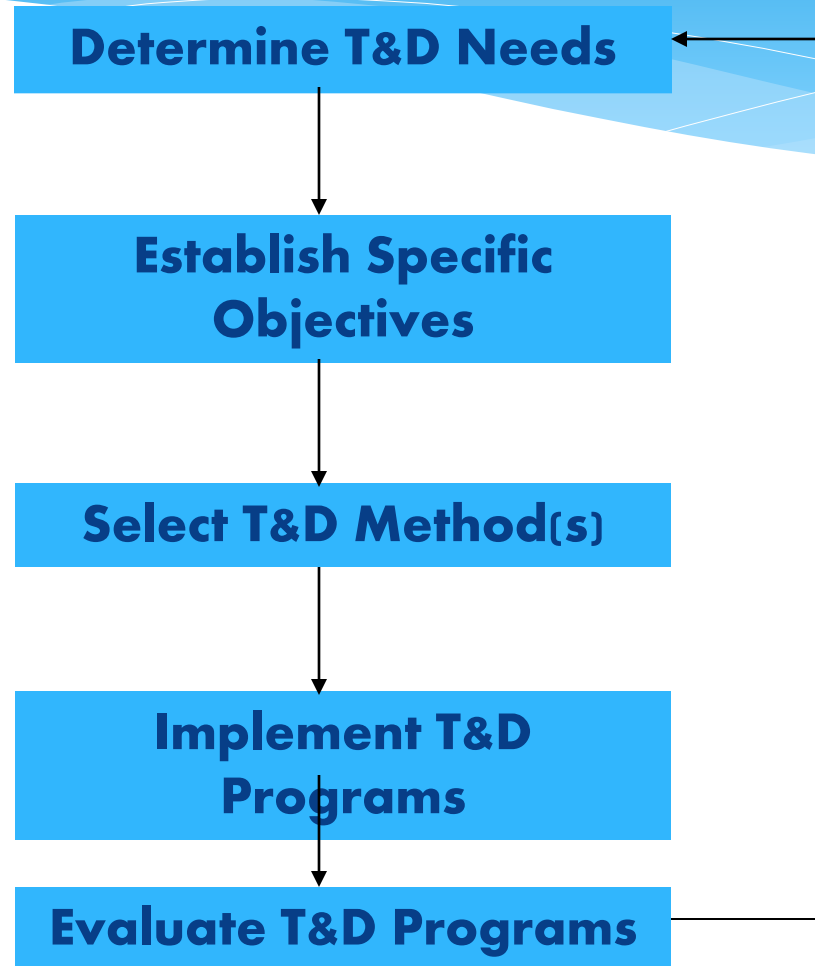 Determine T&D Needs
Establish Specific
Objectives
Select T&D Method(s)
Implement T&D
Programs
Evaluate T&D Programs